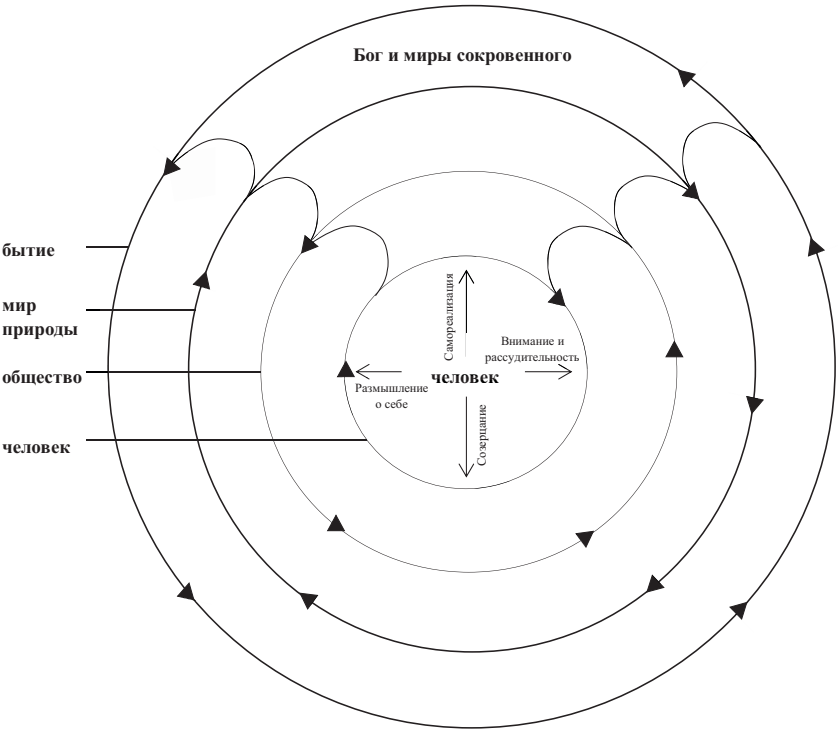 Бог и миры сокровенного
бытие
мир
природы
общество
человек
Самореализация
Внимание и
рассудительность
человек
Размышление
о себе
Созерцание